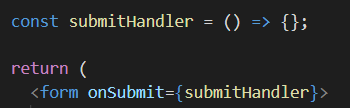 const submitHandler = () => {};
return (
<form onSubmit={submitHandler}>